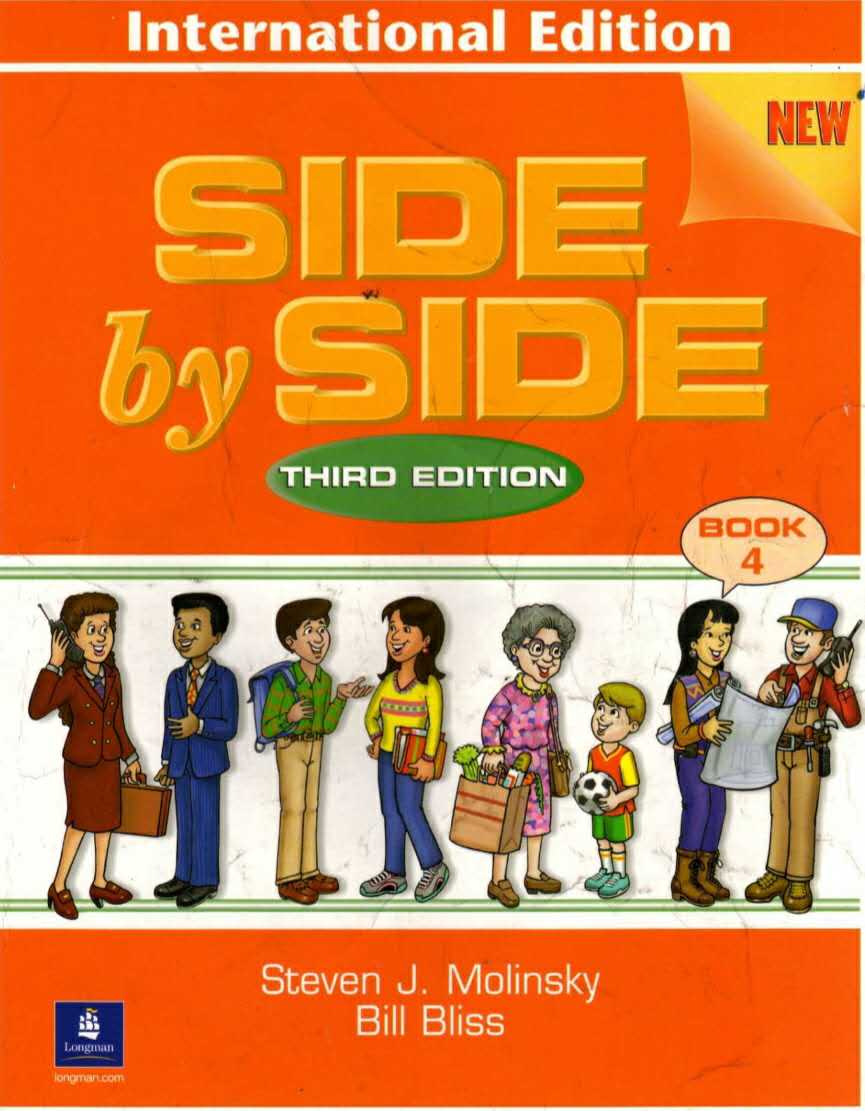 International Edition
NEW
SIDE
by SIDE
THIRD EDITION
BOOK
4
Steven J. Molinsky
Bill Bliss
Longman
longman.com